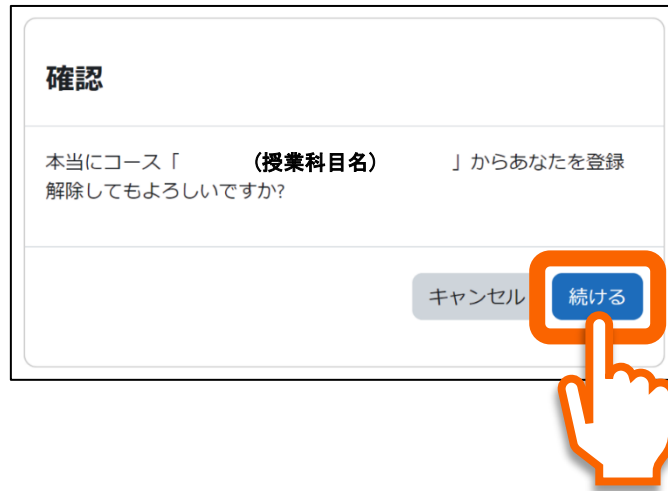 確認
本当にコース「 (授業科目名) 」からあなたを登録
解除してもよろしいですか?
キャンセル 続ける